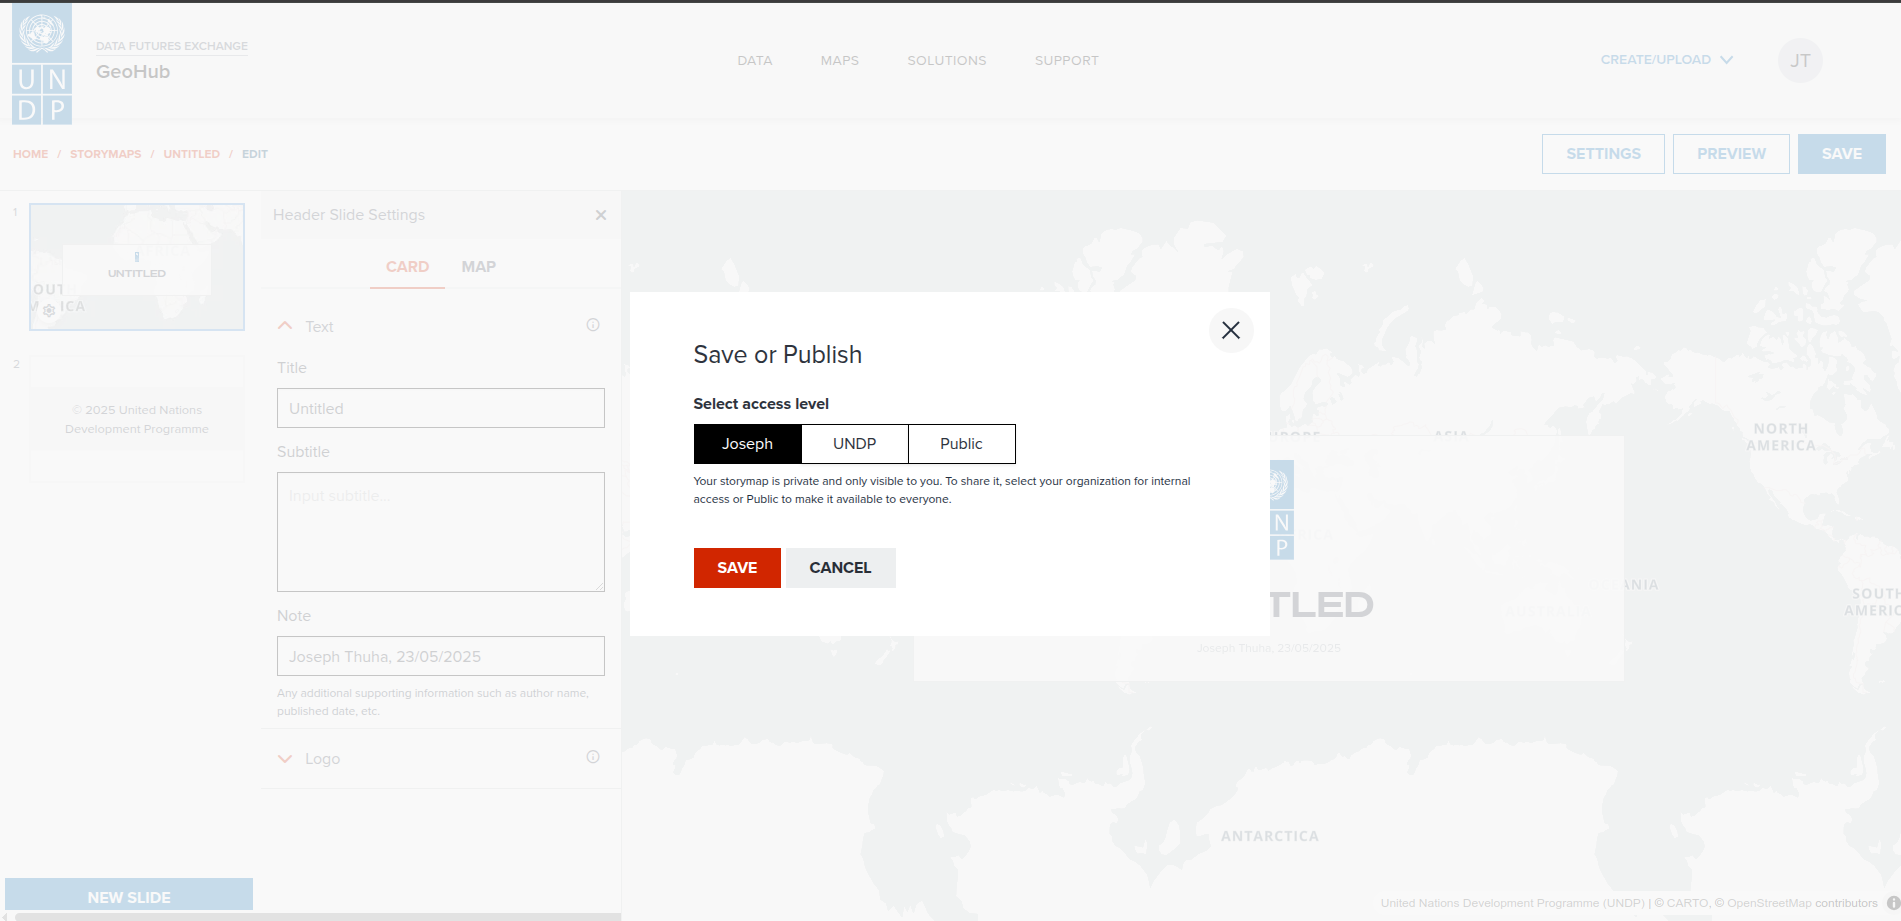 UN
DP
DATA FUTURES EXCHANGE
GeoHub
DATA MAPS SOLUTIONS SUPPORT
CREATE/UPLOAD
JT
HOME / STORYMAPS / UNTITLED / EDIT
SETTINGS PREVIEW SAVE
1
UNTITLED
2
© 2025 United Nations
Development Programme
NEW SLIDE
Header Slide Settings
CARD MAP
Text
Title
Untitled
Subtitle
Input subtitle...
Note
Joseph Thuha, 23/05/2025
Any additional supporting information such as author name,
published date, etc.
Logo
Save or Publish
Select access level
Joseph UNDP Public
Your storymap is private and only visible to you. To share it, select your organization for internal
access or Public to make it available to everyone.
SAVE CANCEL
NORTH
AMERICA
N
P
TLED
Joseph Thuha, 23/05/2025
ANIA
SOUTH
AMERIC
ANTARCTICA
United Nations Development Programme (UNDP) | © CARTO, © OpenStreetMap contributors